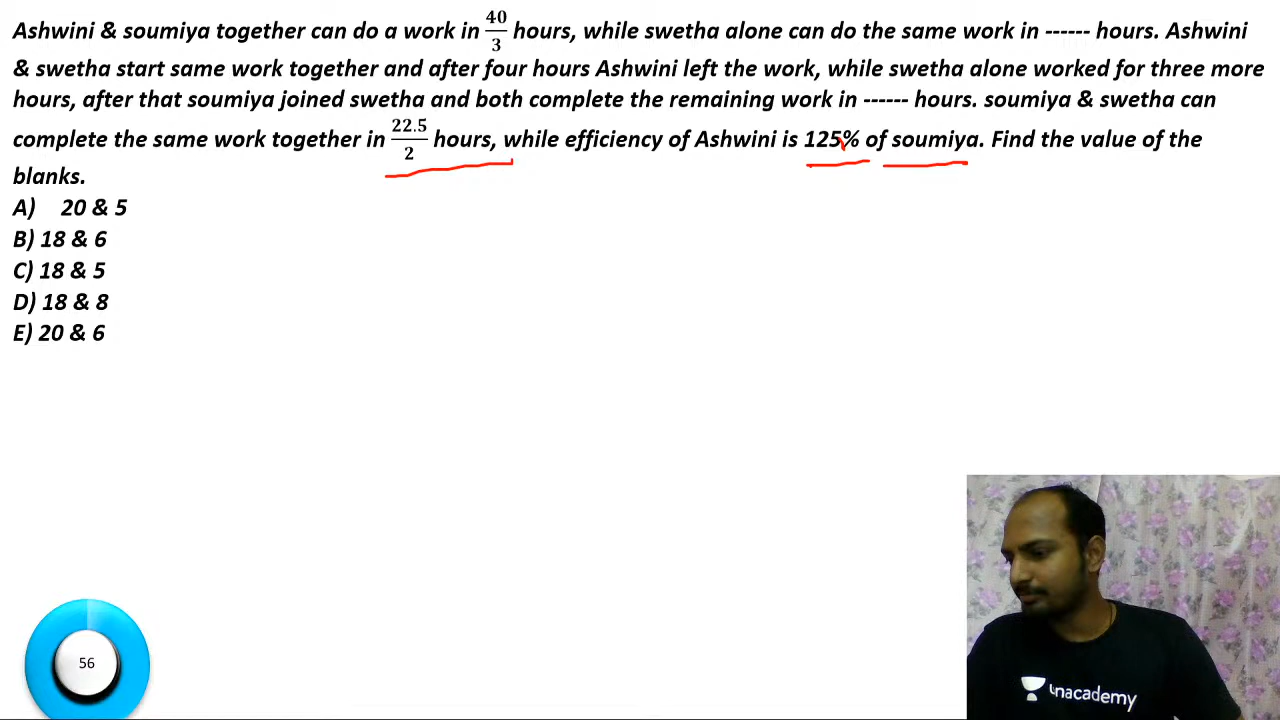 Ashwini & soumiya together can do a work in 40/3 hours, while swetha alone can do the same work in ------ hours. Ashwini
& swetha start same work together and after four hours Ashwini left the work, while swetha alone worked for three more
hours, after that soumiya joined swetha and both complete the remaining work in ------ hours. soumiya & swetha can
complete the same work together in 22.5/2 hours, while efficiency of Ashwini is 125% of soumiya. Find the value of the
blanks.
A) 20 & 5
B) 18 & 6
C) 18 & 5
D) 18 & 8
E) 20 & 6
56
unacademy